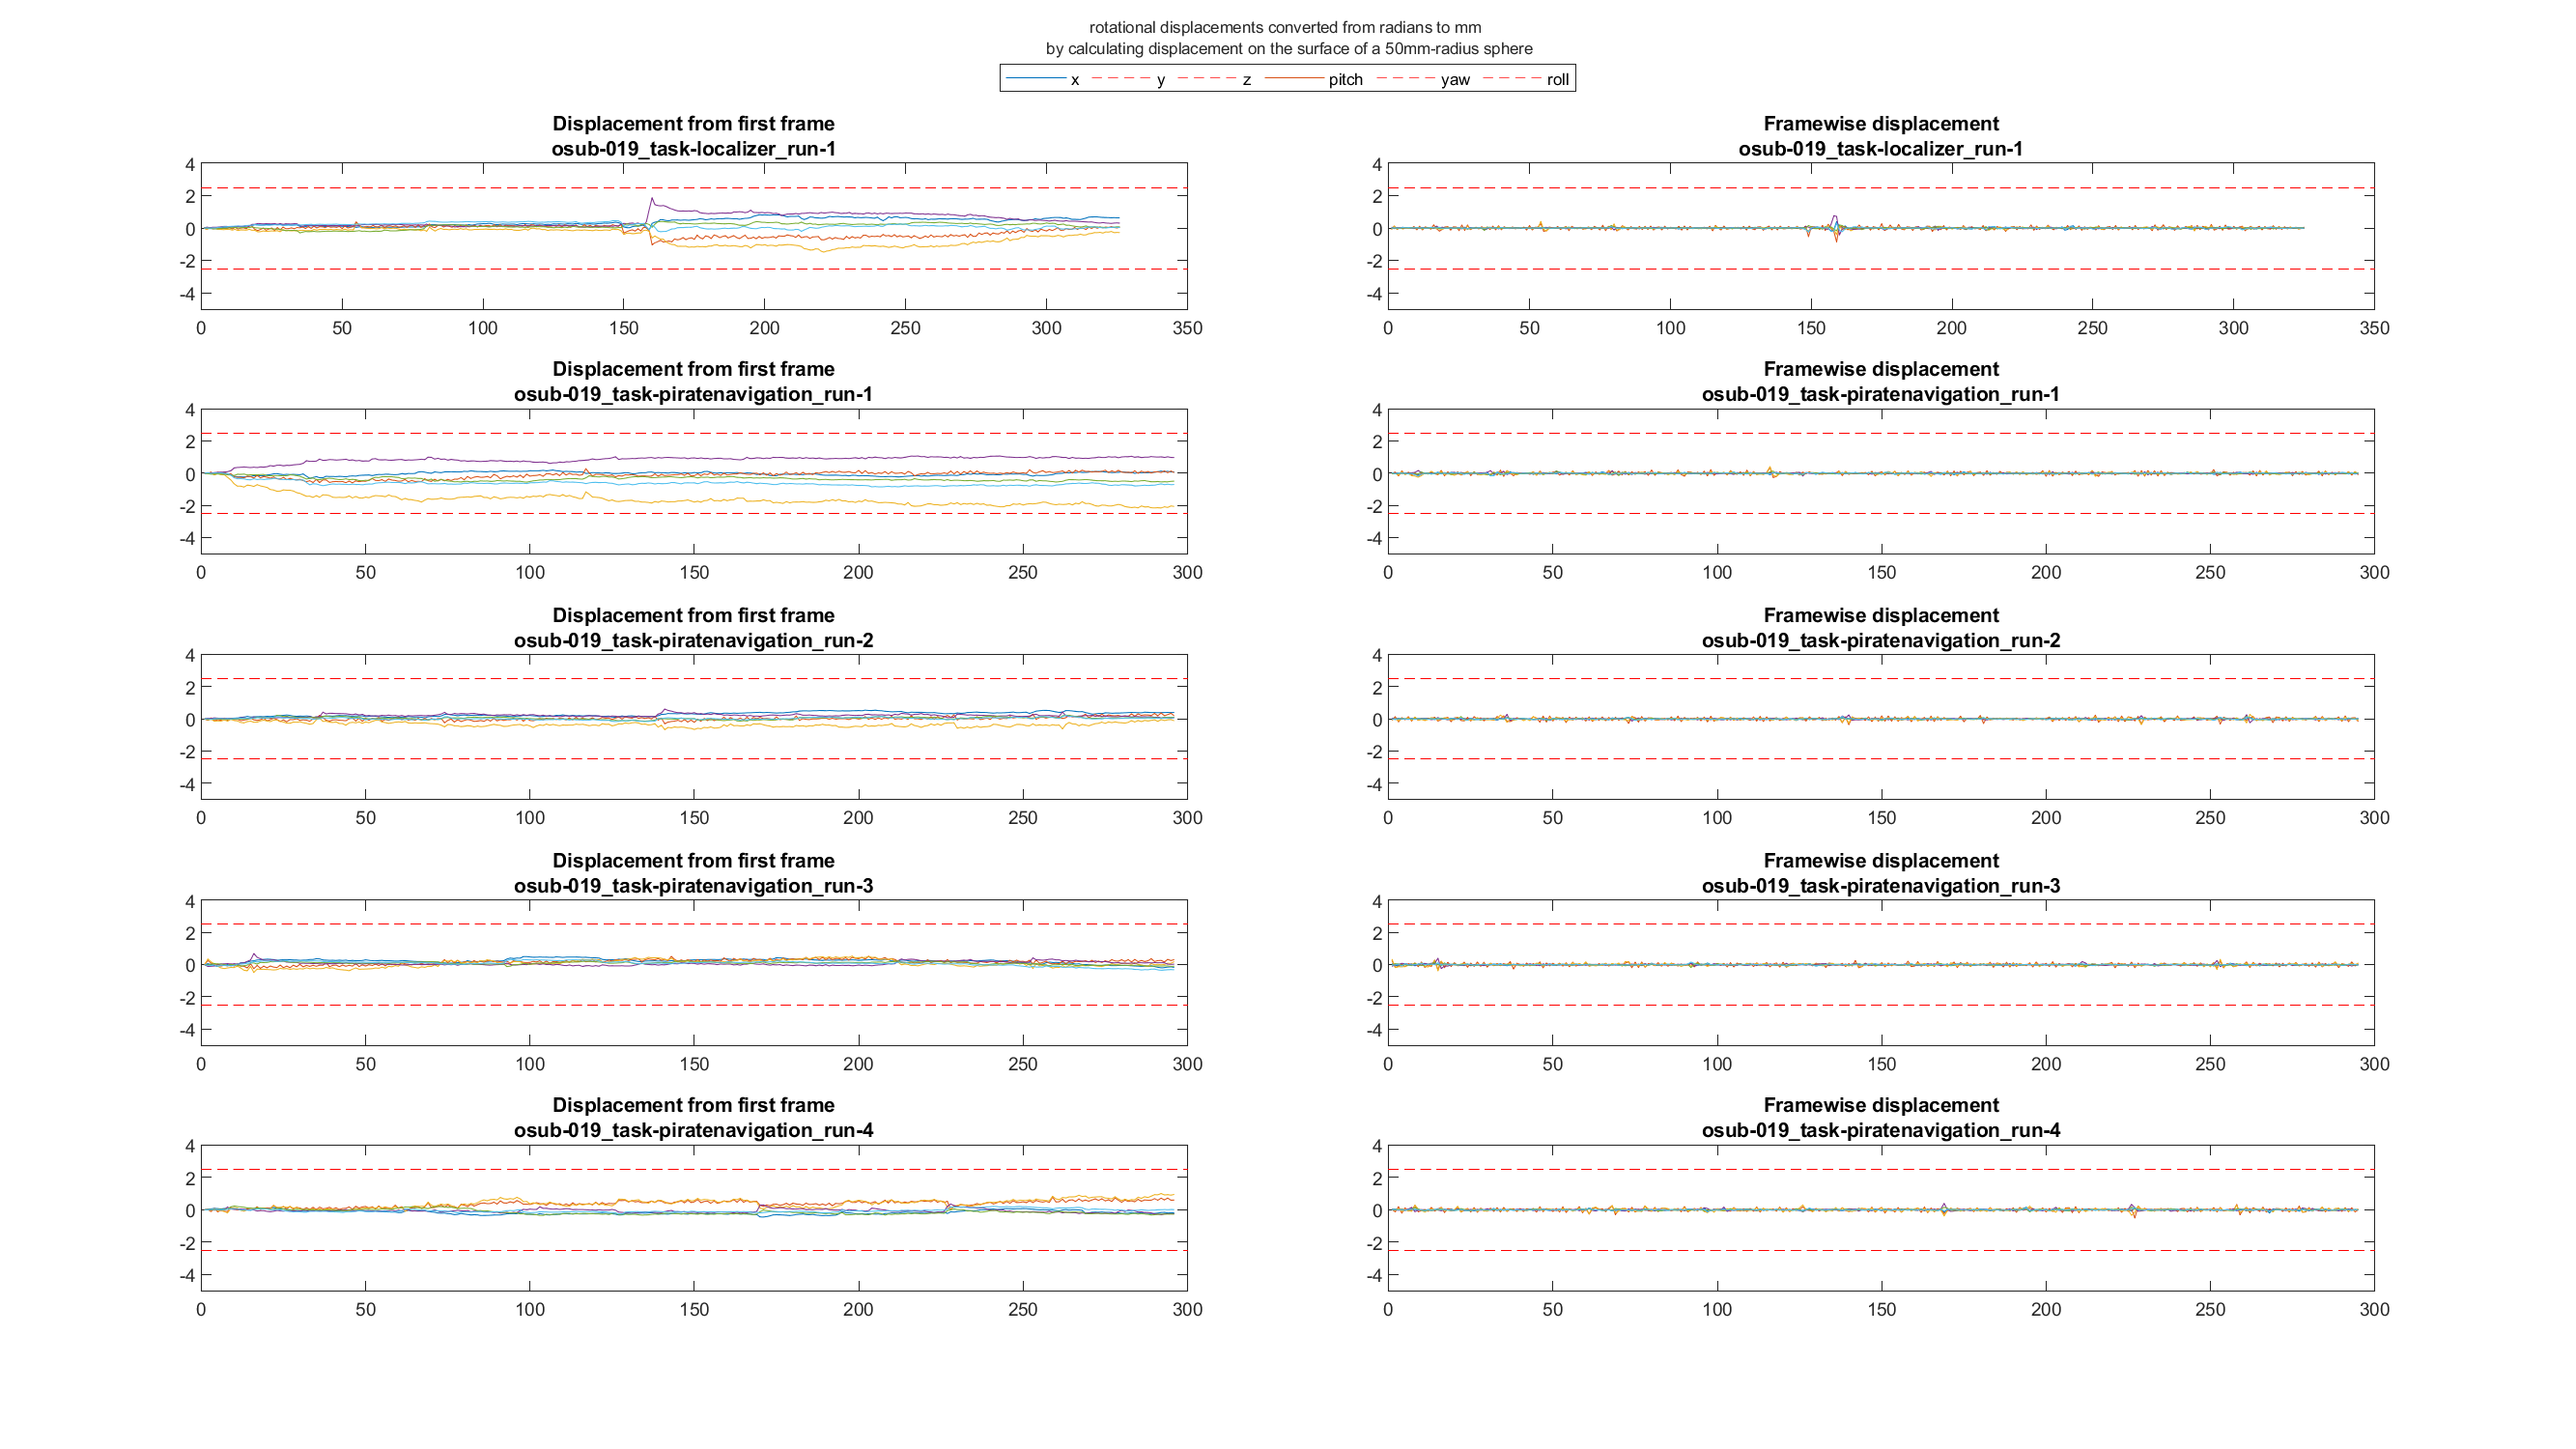 rotational displacements converted from radians to mm
by calculating displacement on the surface of a 50mm-radius sphere
x y z pitch yaw roll
Displacement from first frame
osub-019_task-localizer_run-1
4
2
0
-2
-4
0 50 100 150 200 250 300 350
Framewise displacement
osub-019_task-localizer_run-1
4
2
0
-2
-4
0 50 100 150 200 250 300 350
Displacement from first frame
osub-019_task-piratenavigation_run-1
4
2
0
-2
-4
0 50 100 150 200 250 300
Framewise displacement
osub-019_task-piratenavigation_run-1
4
2
0
-2
-4
0 50 100 150 200 250 300
Displacement from first frame
osub-019_task-piratenavigation_run-2
4
2
0
-2
-4
0 50 100 150 200 250 300
Framewise displacement
osub-019_task-piratenavigation_run-2
4
2
0
-2
-4
0 50 100 150 200 250 300
Displacement from first frame
osub-019_task-piratenavigation_run-3
4
2
0
-2
-4
0 50 100 150 200 250 300
Framewise displacement
osub-019_task-piratenavigation_run-3
4
2
0
-2
-4
0 50 100 150 200 250 300
Displacement from first frame
osub-019_task-piratenavigation_run-4
4
2
0
-2
-4
0 50 100 150 200 250 300
Framewise displacement
osub-019_task-piratenavigation_run-4
4
2
0
-2
-4
0 50 100 150 200 250 300